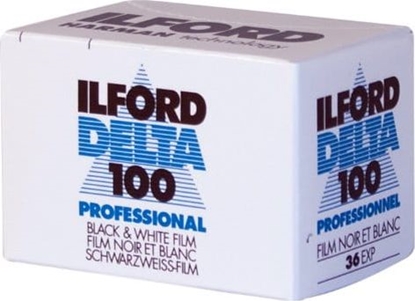 ILFORD
HARMAN technology
ILFORD
DELTA
100
PROFESSIONAL
BLACK & WHITE FILM
FILM NOIR ET BLANC
SCHWARZWEISS-FILM
ILFORD
DELTA
100
PROFESSIONNEL
FILM NOIR ET BLANC
36 EXP